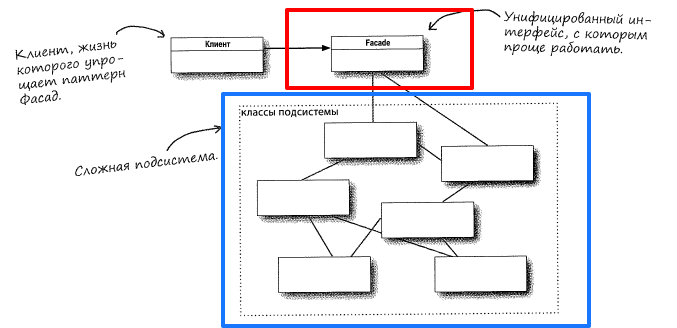 Клиент, жизнь
которого упро-
щает паттерн
Фасад.
Клиент
Facade
Унифицированный ин-
терфейс, с которым
проще работать.
классы подсистемы
Сложная подсистема.